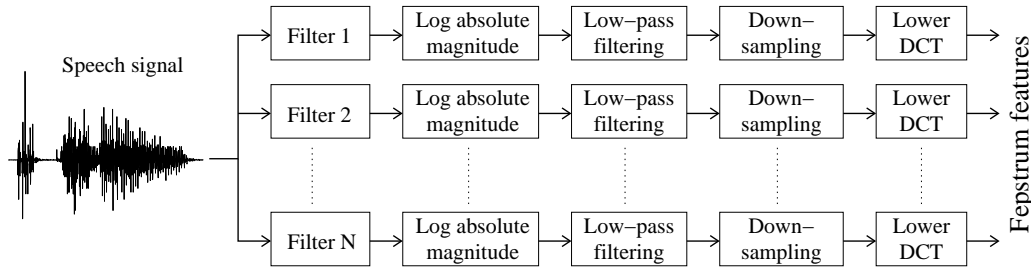 Speech signal
Filter 1
Log absolute
magnitude
Low−pass
filtering
Down−
sampling
Lower
DCT
Filter 2
Log absolute
magnitude
Low−pass
filtering
Down−
sampling
Lower
DCT
Filter N
Log absolute
magnitude
Low−pass
filtering
Down−
sampling
Lower
DCT
Fepstrum features